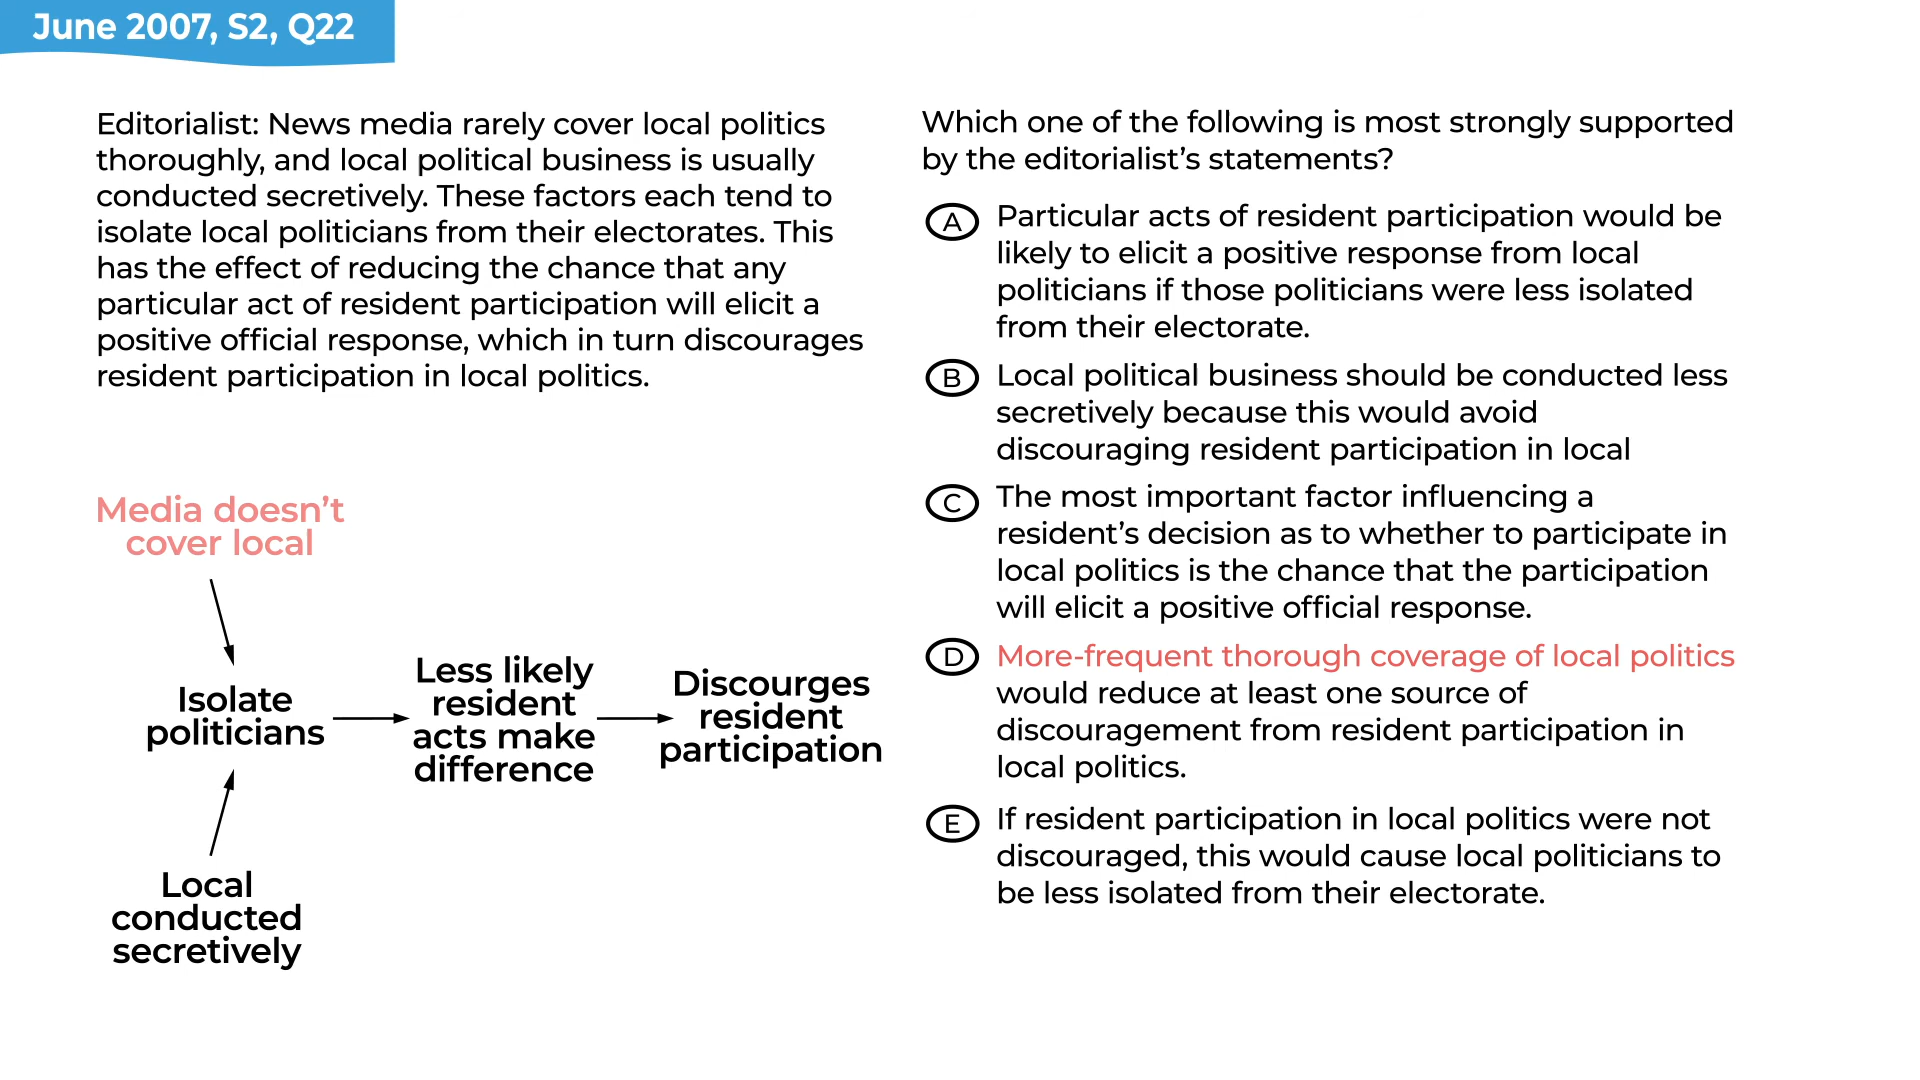 June 2007, S2, Q22
Editorialist: News media rarely cover local politics
thoroughly, and local political business is usually
conducted secretively. These factors each tend to
isolate local politicians from their electorates. This
has the effect of reducing the chance that any
particular act of resident participation will elicit a
positive official response, which in turn discourages
resident participation in local politics.
Media doesn't
cover local
Isolate
politicians
Less likely
resident
acts make
difference
Discourges
resident
participation
Local
conducted
secretively
Which one of the following is most strongly supported
by the editorialist's statements?
A Particular acts of resident participation would be
likely to elicit a positive response from local
politicians if those politicians were less isolated
from their electorate.
B Local political business should be conducted less
secretively because this would avoid
discouraging resident participation in local
C The most important factor influencing a
resident's decision as to whether to participate in
local politics is the chance that the participation
will elicit a positive official response.
D More-frequent thorough coverage of local politics
would reduce at least one source of
discouragement from resident participation in
local politics.
E If resident participation in local politics were not
discouraged, this would cause local politicians to
be less isolated from their electorate.